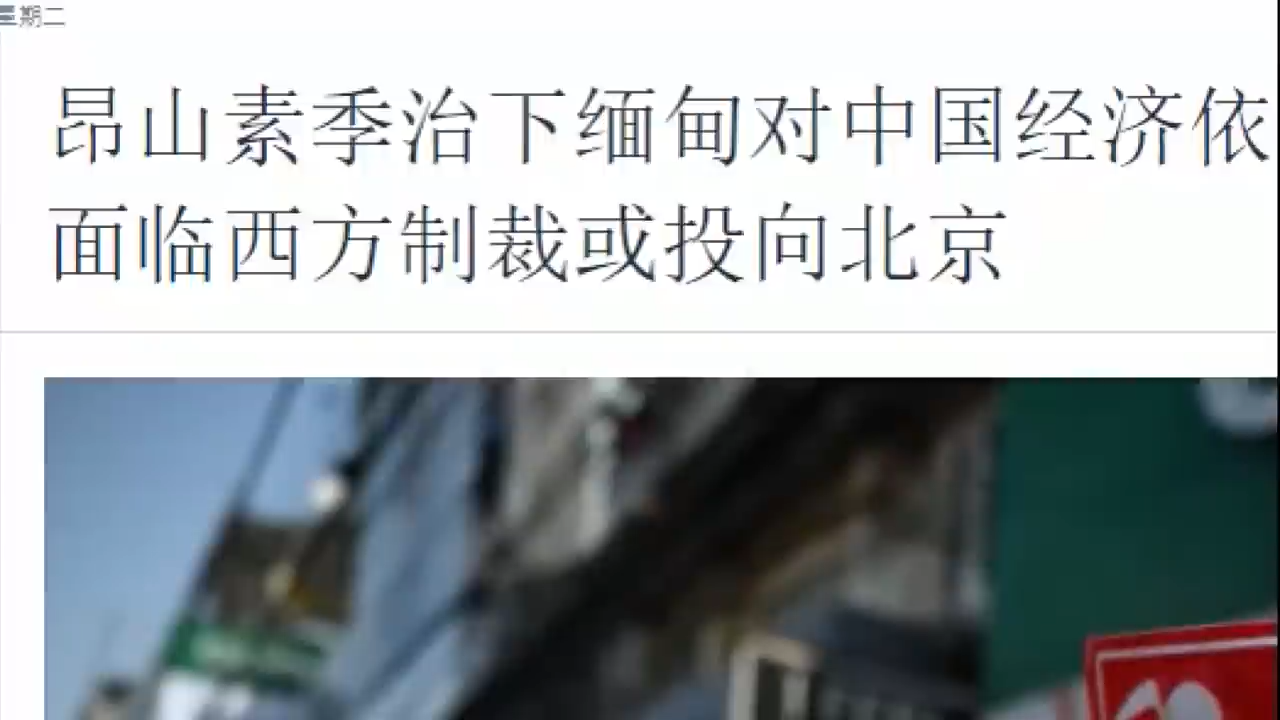 星期二
昂山素季治下缅甸对中国经济依
面临西方制裁或投向北京